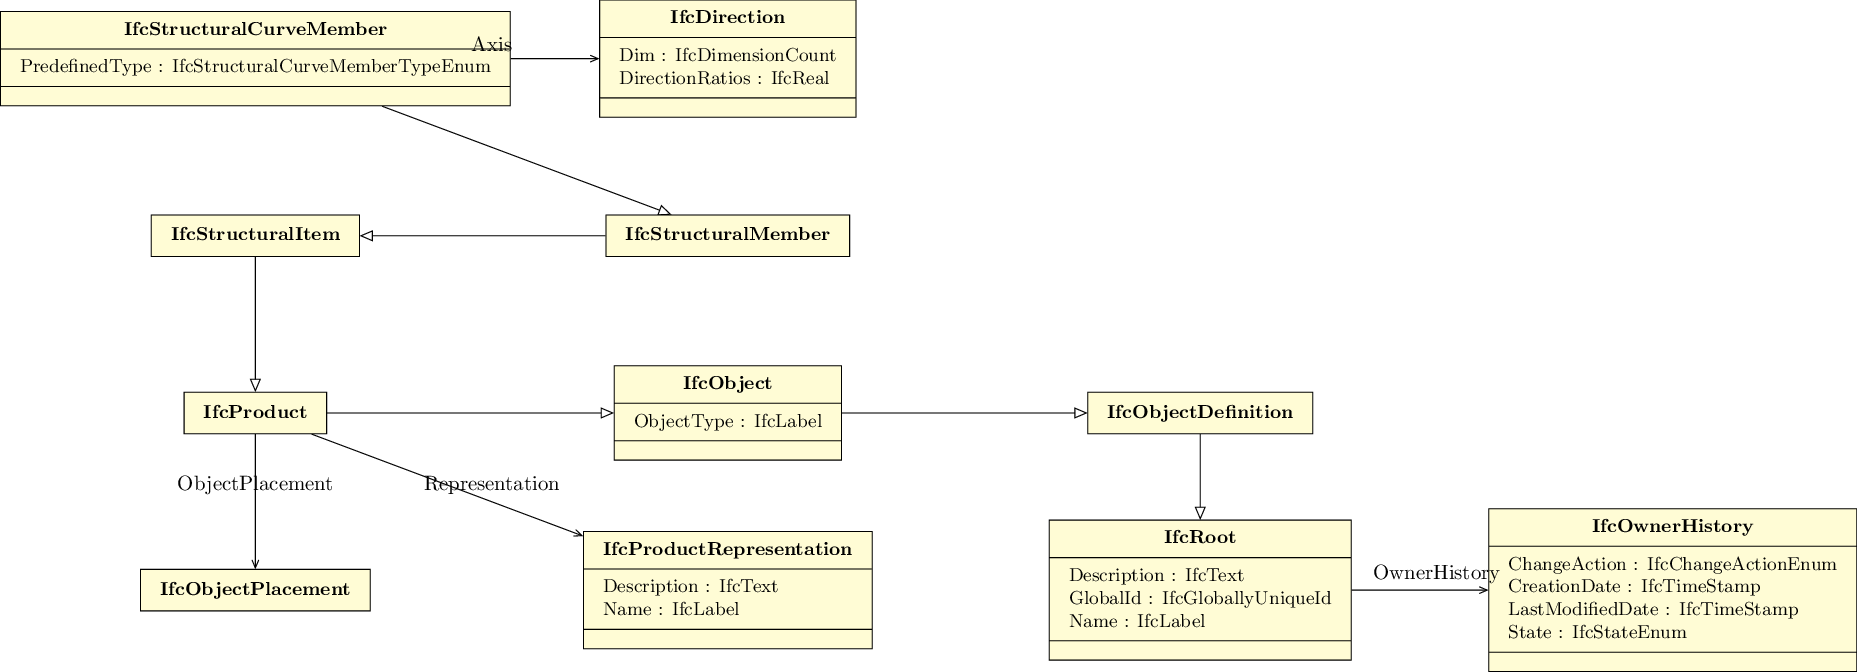 IfcStructuralCurveMember
PredefinedType : IfcStructuralCurveMemberTypeEnum
Axis
IfcDirection
Dim : IfcDimensionCount
DirectionRatios : IfcReal
IfcStructuralItem
IfcStructuralMember
IfcProduct
IfcObject
ObjectType : IfcLabel
IfcObjectDefinition
ObjectPlacement
Representation
IfcObjectPlacement
IfcProductRepresentation
Description : IfcText
Name : IfcLabel
IfcRoot
Description : IfcText
GlobalId : IfcGloballyUniqueId
Name : IfcLabel
OwnerHistory
IfcOwnerHistory
ChangeAction : IfcChangeActionEnum
CreationDate : IfcTimeStamp
LastModifiedDate : IfcTimeStamp
State : IfcStateEnum